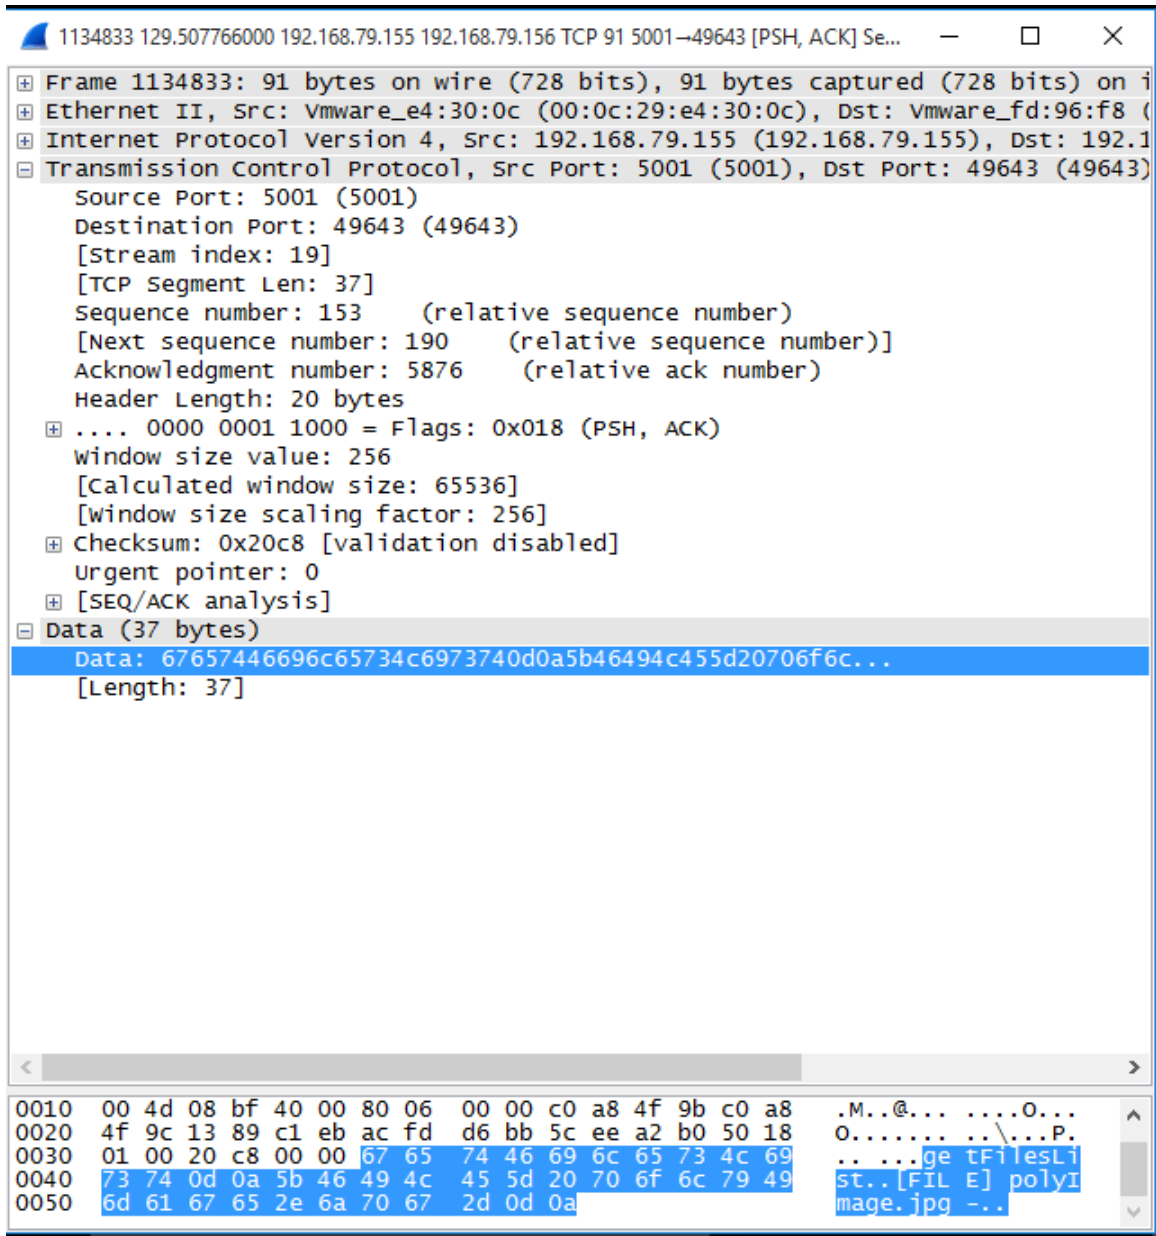 1134833 129.507766000 192.168.79.155 192.168.79.156 TCP 91 5001→49643 [PSH, ACK] Se...
Frame 1134833: 91 bytes on wire (728 bits), 91 bytes captured (728 bits) on i
Ethernet II, Src: Vmware_e4:30:0c (00:0c:29:e4:30:0c), Dst: Vmware_fd:96:f8 (
Internet Protocol Version 4, Src: 192.168.79.155 (192.168.79.155), Dst: 192.1
Transmission Control Protocol, Src Port: 5001 (5001), Dst Port: 49643 (49643)
Source Port: 5001 (5001)
Destination Port: 49643 (49643)
[Stream index: 19]
[TCP Segment Len: 37]
Sequence number: 153    (relative sequence number)
[Next sequence number: 190    (relative sequence number)]
Acknowledgment number: 5876    (relative ack number)
Header Length: 20 bytes
.... 0000 0001 1000 = Flags: 0x018 (PSH, ACK)
Window size value: 256
[Calculated window size: 65536]
[Window size scaling factor: 256]
Checksum: 0x20c8 [validation disabled]
Urgent pointer: 0
[SEQ/ACK analysis]
Data (37 bytes)
Data: 67657446696c65734c6973740d0a5b46494c455d20706f6c...
[Length: 37]
0010  00 4d 08 bf 40 00 80 06  00 00 c0 a8 4f 9b c0 a8   .M..@... ....O...
0020  4f 9c 13 89 c1 eb ac fd  d6 bb 5c ee a2 b0 50 18   O....... ..\...P.
0030  01 00 20 c8 00 00 67 65  74 46 69 6c 65 73 4c 69   .. ...ge tFilesLi
0040  73 74 0d 0a 5b 46 49 4c  45 5d 20 70 6f 6c 79 49   st..[FIL E] polyI
0050  6d 61 67 65 2e 6a 70 67  2d 0d 0a   mage.jpg -..